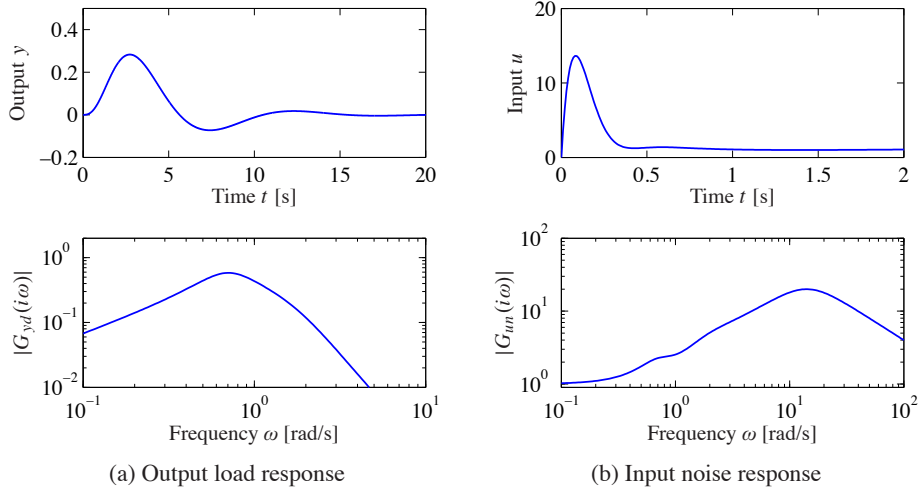 0.4
0.2
0
−0.2
Output y
0 5 10 15 20
Time t [s]
20
10
0
Input u
0 0.5 1 1.5 2
Time t [s]
10^0
10^−1
10^−2
|G_yd(iω)|
10^−1 10^0 10^1
Frequency ω [rad/s]
10^2
10^1
10^0
|G_un(iω)|
10^−1 10^0 10^1 10^2
Frequency ω [rad/s]
(a) Output load response
(b) Input noise response